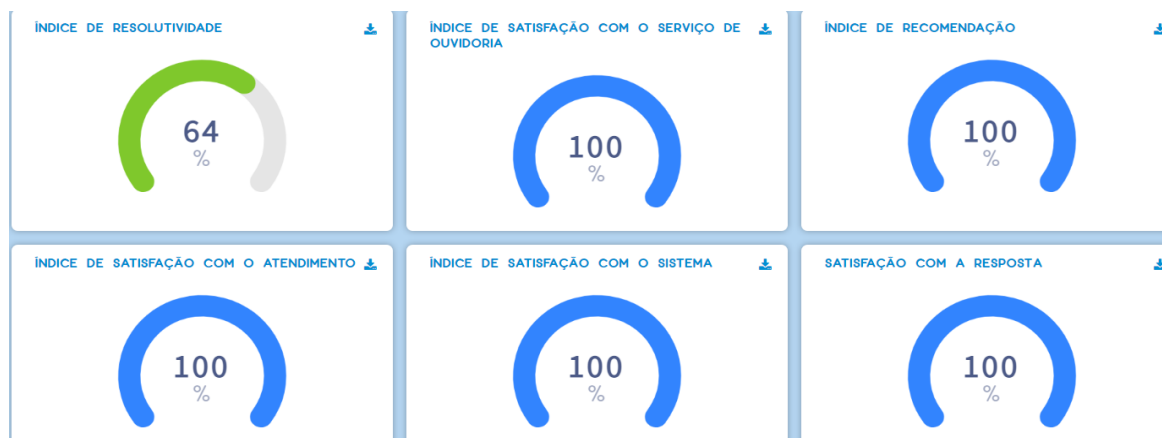 ÍNDICE DE RESOLUTIVIDADE
64
%
ÍNDICE DE SATISFAÇÃO COM O SERVIÇO DE
OUVIDORIA
100
%
ÍNDICE DE RECOMENDAÇÃO
100
%
ÍNDICE DE SATISFAÇÃO COM O ATENDIMENTO
100
%
ÍNDICE DE SATISFAÇÃO COM O SISTEMA
100
%
SATISFAÇÃO COM A RESPOSTA
100
%